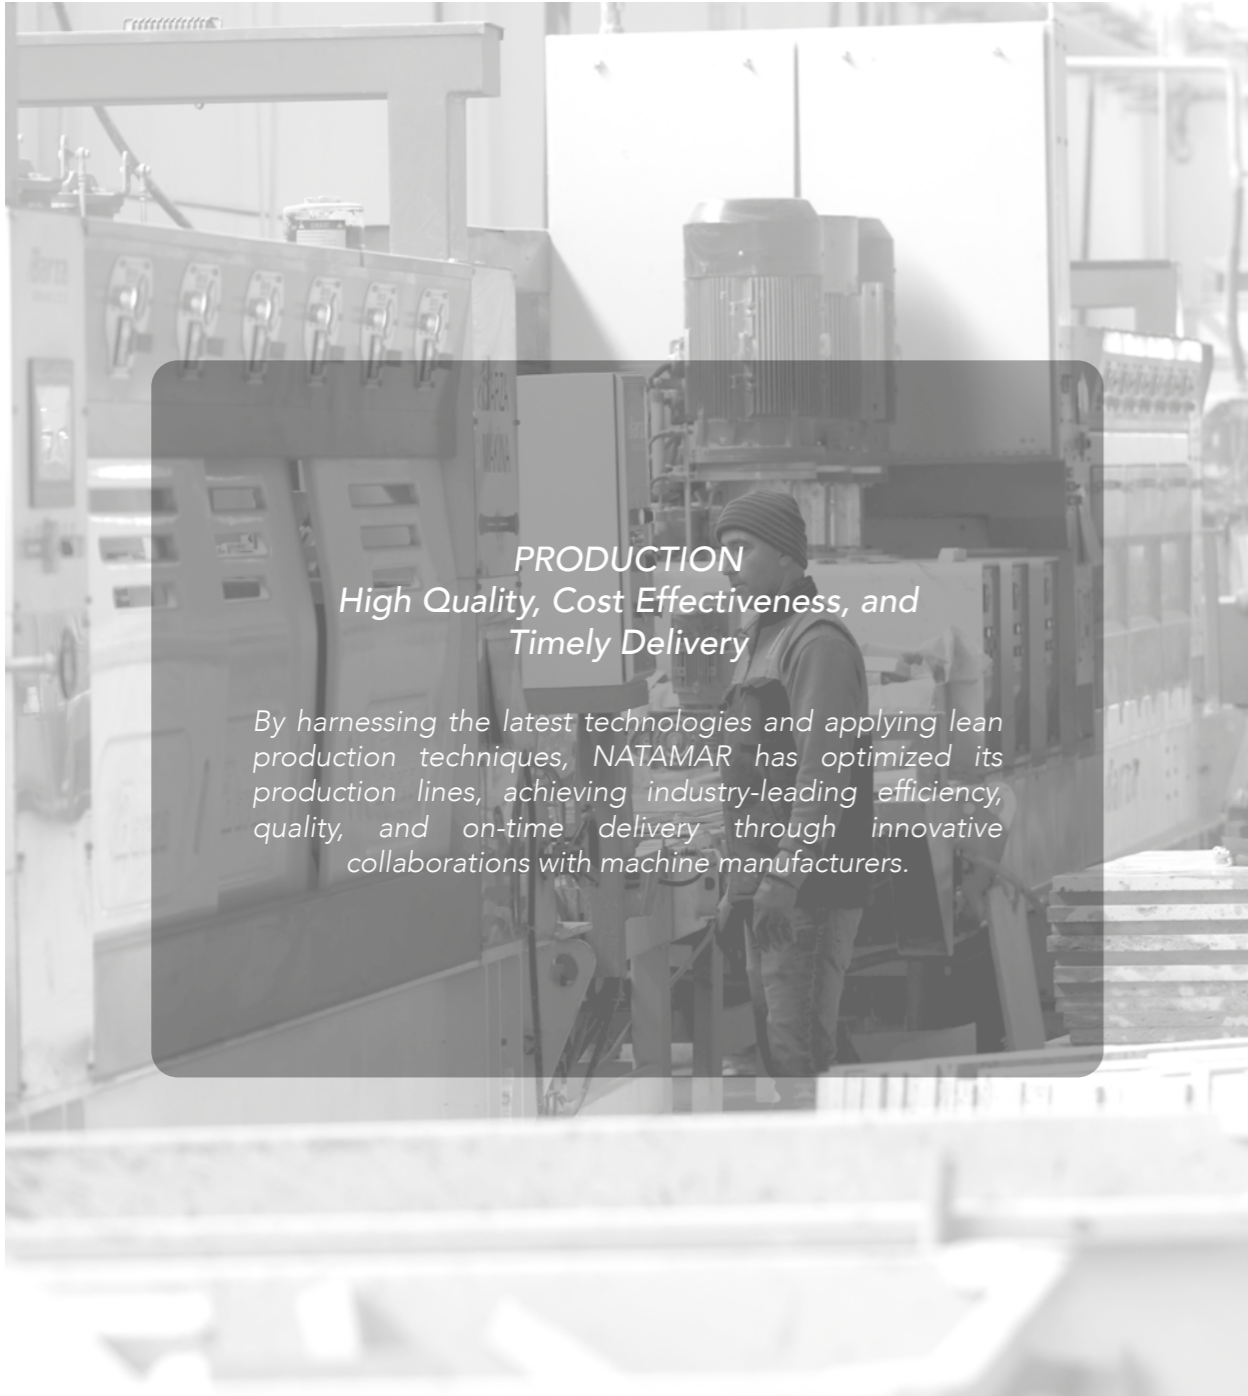 PRODUCTION
High Quality, Cost Effectiveness, and
Timely Delivery
By harnessing the latest technologies and applying lean
production techniques, NATAMAR has optimized its
production lines, achieving industry-leading efficiency,
quality, and on-time delivery through innovative
collaborations with machine manufacturers.